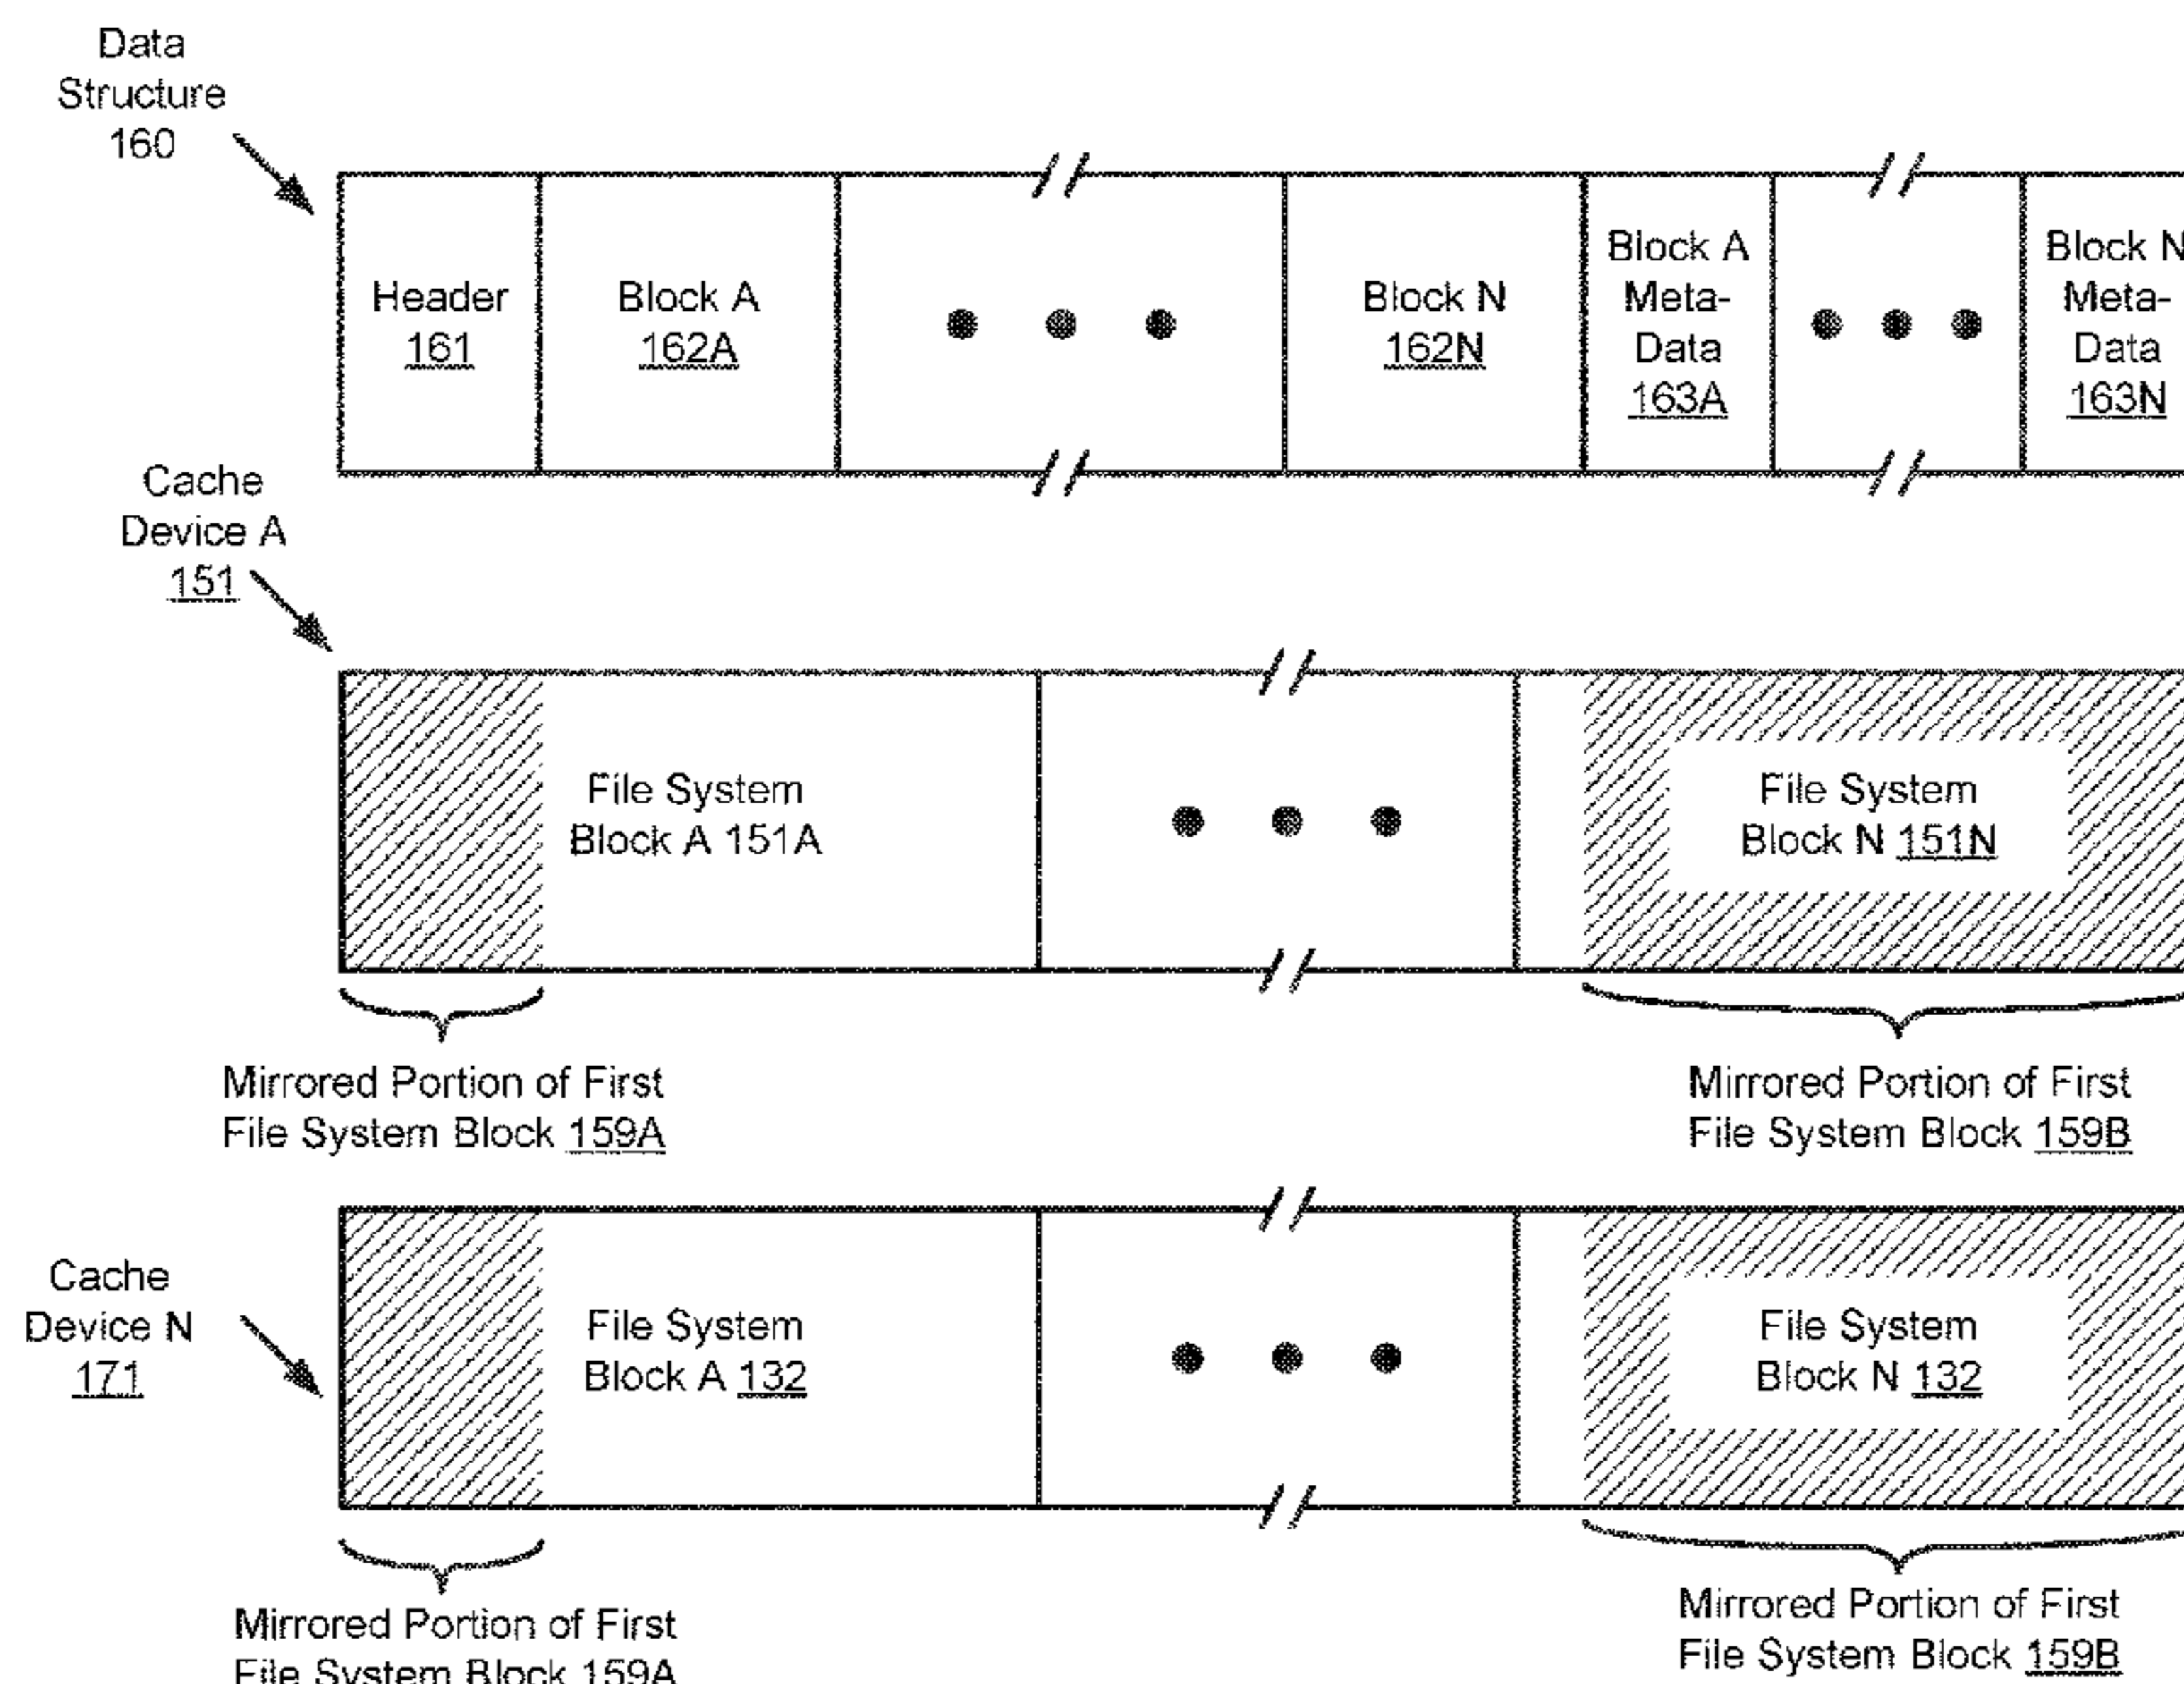 Data
Structure
160
Header
161
Block A
162A
Block N
162N
Block A
Meta-
Data
163A
Block N
Meta-
Data
163N
Cache
Device A
151
File System
Block A 151A
File System
Block N 151N
Mirrored Portion of First
File System Block 159A
Mirrored Portion of First
File System Block 159B
Cache
Device N
171
File System
Block A 132
File System
Block N 132
Mirrored Portion of First
File System Block 159A
Mirrored Portion of First
File System Block 159B